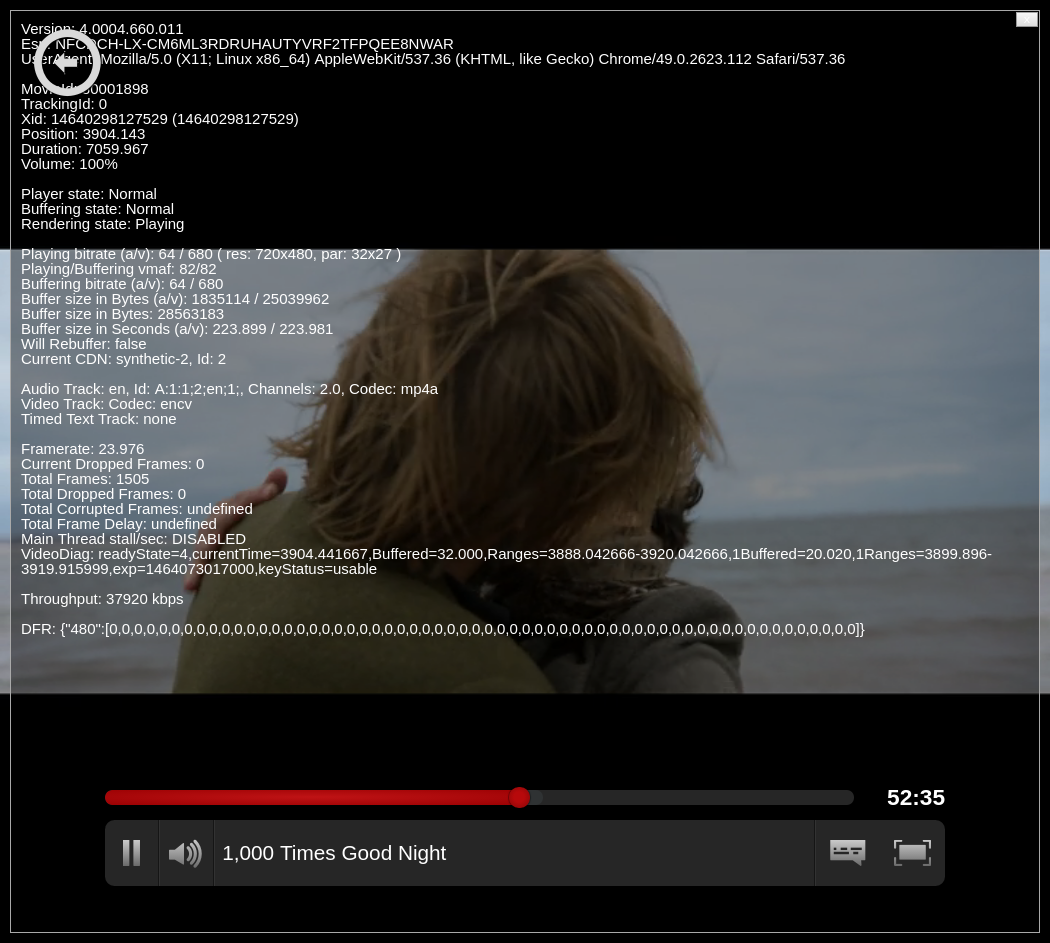 Version: 4.0004.660.011
Esn: NFCDCH-LX-CM6ML3RDRUHAUTYVRF2TFPQEE8NWAR
UserAgent: Mozilla/5.0 (X11; Linux x86_64) AppleWebKit/537.36 (KHTML, like Gecko) Chrome/49.0.2623.112 Safari/537.36
MovieId: 80001898
TrackingId: 0
Xid: 14640298127529 (14640298127529)
Position: 3904.143
Duration: 7059.967
Volume: 100%
Player state: Normal
Buffering state: Normal
Rendering state: Playing
Playing bitrate (a/v): 64 / 680 ( res: 720x480, par: 32x27 )
Playing/Buffering vmaf: 82/82
Buffering bitrate (a/v): 64 / 680
Buffer size in Bytes (a/v): 1835114 / 25039962
Buffer size in Bytes: 28563183
Buffer size in Seconds (a/v): 223.899 / 223.981
Will Rebuffer: false
Current CDN: synthetic-2, Id: 2
Audio Track: en, Id: A:1:1;2;en;1;, Channels: 2.0, Codec: mp4a
Video Track: Codec: encv
Timed Text Track: none
Framerate: 23.976
Current Dropped Frames: 0
Total Frames: 1505
Total Dropped Frames: 0
Total Corrupted Frames: undefined
Total Frame Delay: undefined
Main Thread stall/sec: DISABLED
VideoDiag: readyState=4,currentTime=3904.441667,Buffered=32.000,Ranges=3888.042666-3920.042666,1Buffered=20.020,1Ranges=3899.896-
3919.915999,exp=1464073017000,keyStatus=usable
Throughput: 37920 kbps
DFR: {"480":[0,0,0,0,0,0,0,0,0,0,0,0,0,0,0,0,0,0,0,0,0,0,0,0,0,0,0,0,0,0,0,0,0,0,0,0,0,0,0,0,0,0,0,0,0,0,0,0,0,0,0,0,0,0,0,0,0,0,0,0]}
52:35
1,000 Times Good Night